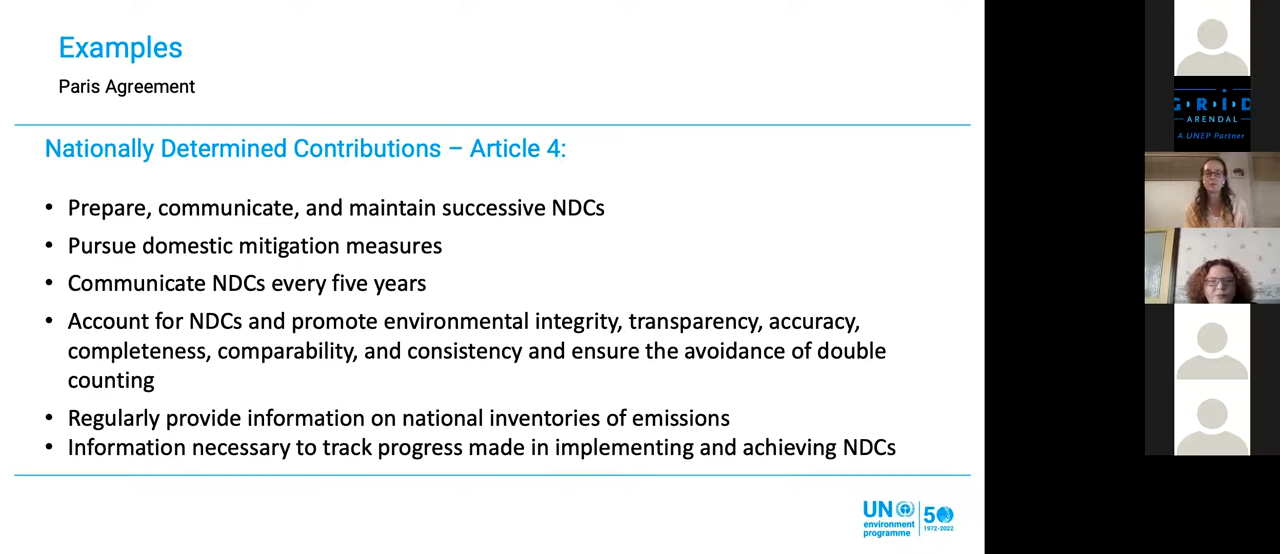 Examples
Paris Agreement
Nationally Determined Contributions – Article 4:
• Prepare, communicate, and maintain successive NDCs
• Pursue domestic mitigation measures
• Communicate NDCs every five years
• Account for NDCs and promote environmental integrity, transparency, accuracy,
completeness, comparability, and consistency and ensure the avoidance of double
counting
• Regularly provide information on national inventories of emissions
• Information necessary to track progress made in implementing and achieving NDCs
UN
environment
programme
50
1972-2022
GRID
ARENDAL
A UNEP Partner